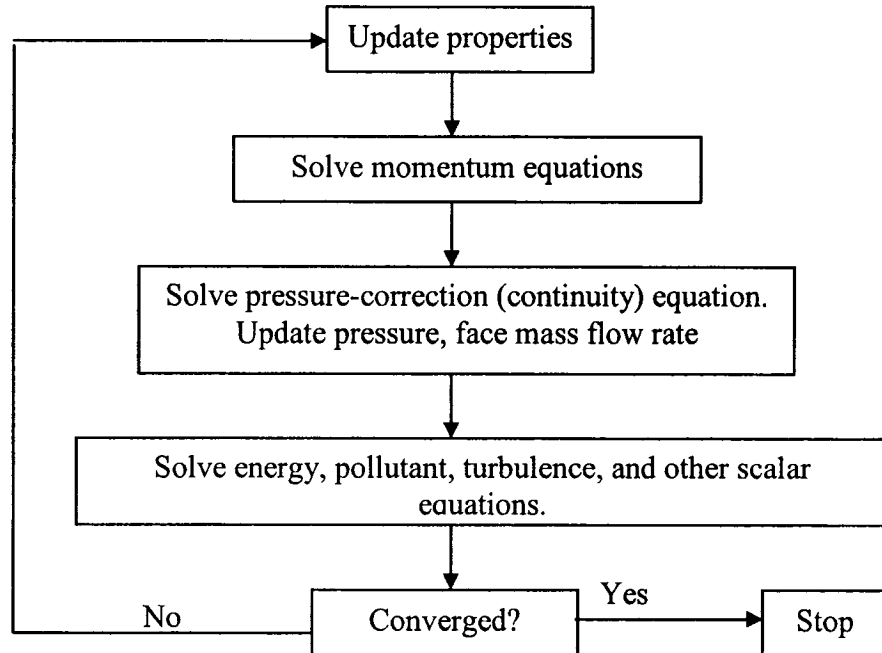 Update properties
Solve momentum equations
Solve pressure-correction (continuity) equation.
Update pressure, face mass flow rate
Solve energy, pollutant, turbulence, and other scalar
equations.
Converged?
Yes
No
Stop